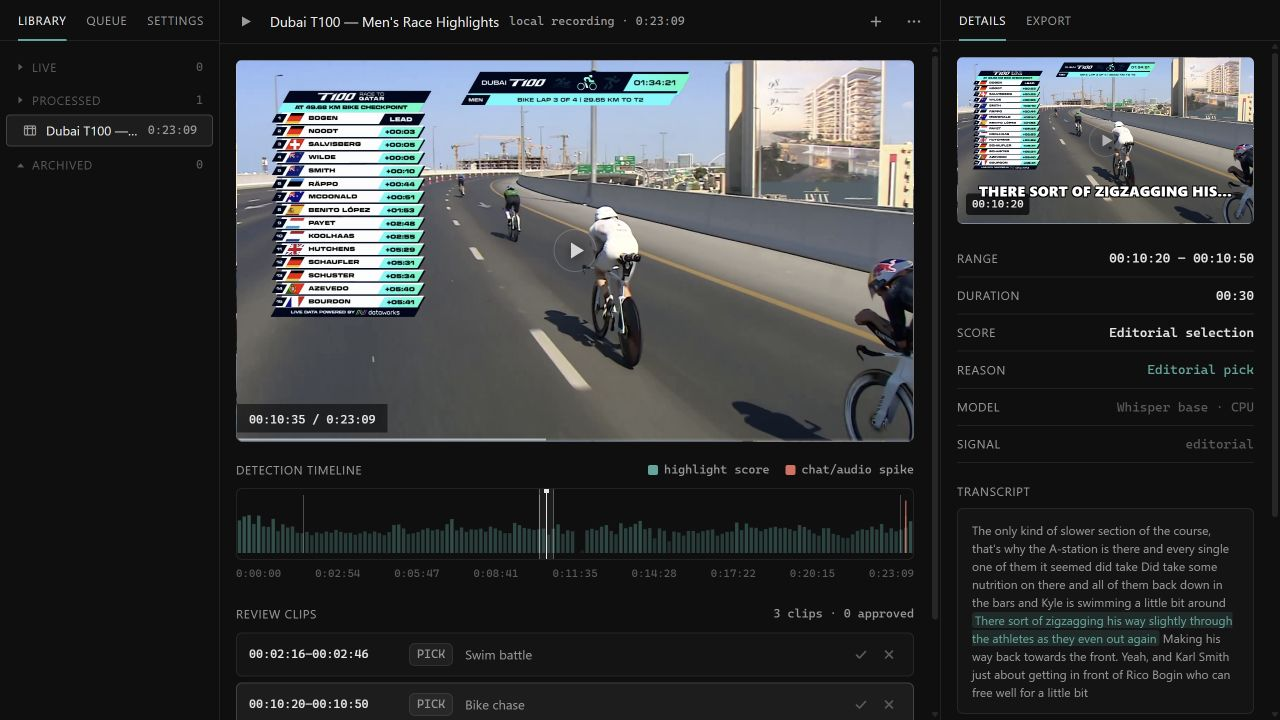 LIBRARY QUEUE SETTINGS
LIVE 0
PROCESSED 1
Dubai T100 —... 0:23:09
ARCHIVED 0
Dubai T100 — Men's Race Highlights local recording · 0:23:09
DUBAI T100 01:34:21
MEN BIKE LAP 3 OF 4 | 29.65 KM TO T2
T100 RACE TO QATAR
AT 49.68 KM BIKE CHECKPOINT
BOGEN LEAD
NOODT +00:03
SALVISBERG +00:05
WILDE +00:06
SMITH +00:10
RÄPPO +00:44
MCDONALD +00:51
BENITO LÓPEZ +01:53
PAYET +02:48
KOOLHAAS +02:55
HUTCHENS +05:29
SCHAUFLER +05:31
SCHUSTER +05:34
AZEVEDO +05:40
BOURDON +05:41
LIVE DATA POWERED BY dataworks
00:10:35 / 0:23:09
DETECTION TIMELINE highlight score chat/audio spike
0:00:00 0:02:54 0:05:47 0:08:41 0:11:35 0:14:28 0:17:22 0:20:15 0:23:09
REVIEW CLIPS 3 clips · 0 approved
00:02:16–00:02:46 PICK Swim battle
00:10:20–00:10:50 PICK Bike chase
DETAILS EXPORT
THERE SORT OF ZIGZAGGING HIS...
00:10:20
RANGE 00:10:20 – 00:10:50
DURATION 00:30
SCORE Editorial selection
REASON Editorial pick
MODEL Whisper base · CPU
SIGNAL editorial
TRANSCRIPT
The only kind of slower section of the course,
that's why the A-station is there and every single
one of them it seemed did take Did take some
nutrition on there and all of them back down in
the bars and Kyle is swimming a little bit around
There sort of zigzagging his way slightly through
the athletes as they even out again Making his
way back towards the front. Yeah, and Karl Smith
just about getting in front of Rico Bogin who can
free well for a little bit